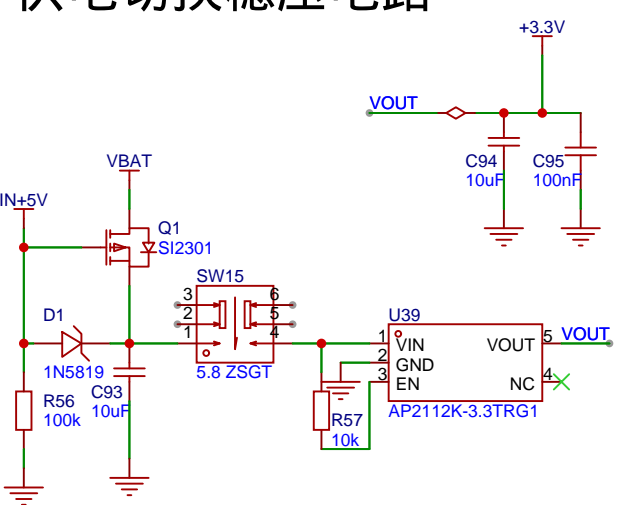 +3.3V
VOUT
C94
10uF
C95
100nF
VBAT
IN+5V
Q1
SI2301
SW15
3
2
1
6
5
4
5.8 ZSGT
D1
1N5819
C93
10uF
R56
100k
R57
10k
U39
1
2
3
VIN
GND
EN
VOUT
NC
5
4
VOUT
AP2112K-3.3TRG1